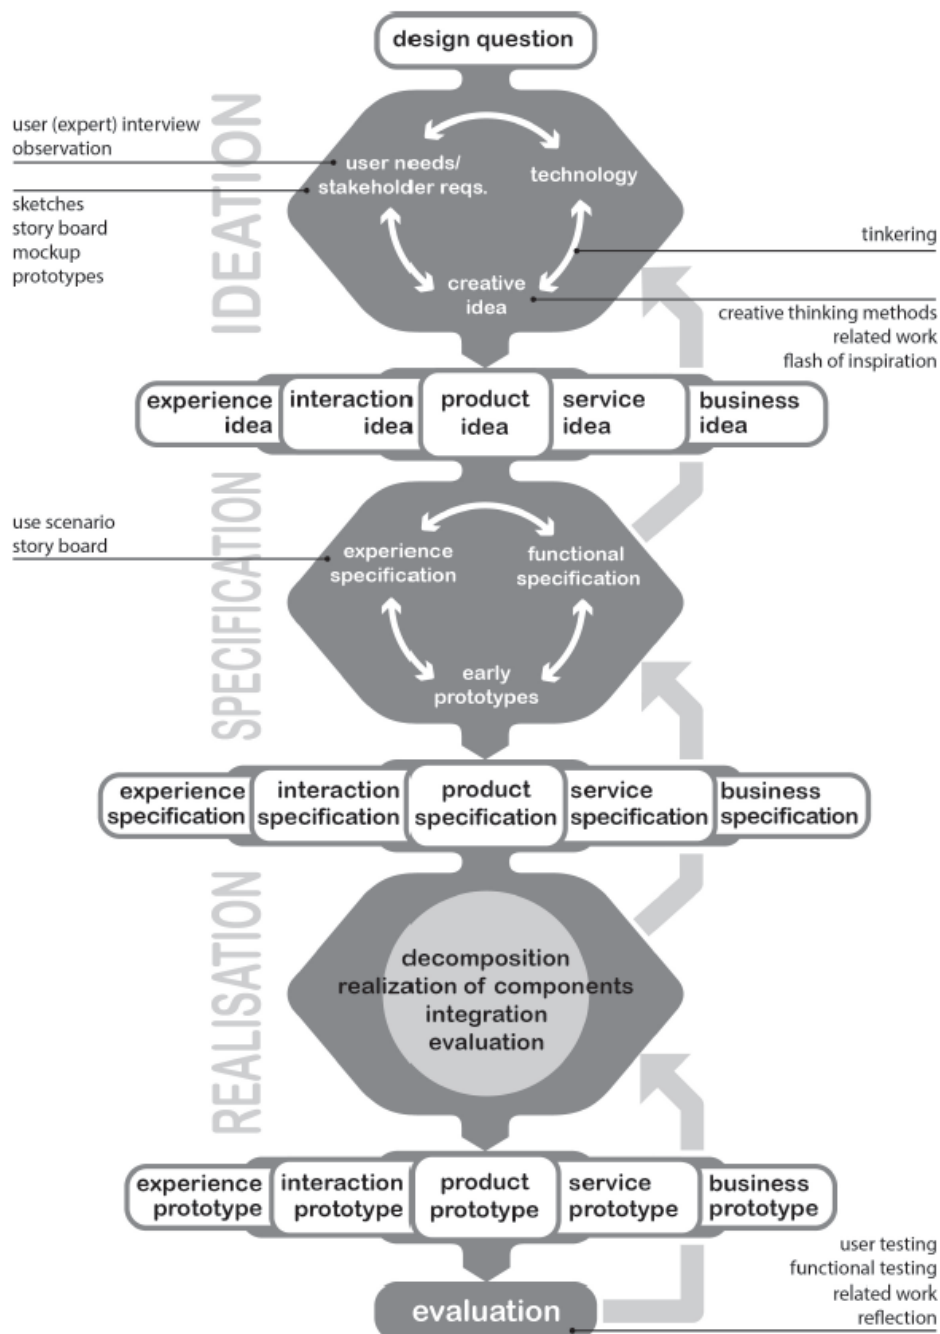 design question
IDEATION
user (expert) interview
observation
sketches
story board
mockup
prototypes
user needs/
stakeholder reqs.
technology
creative
idea
tinkering
creative thinking methods
related work
flash of inspiration
experience
idea
interaction
idea
product
idea
service
idea
business
idea
SPECIFICATION
use scenario
story board
experience
specification
functional
specification
early
prototypes
experience
specification
interaction
specification
product
specification
service
specification
business
specification
REALISATION
decomposition
realization of components
integration
evaluation
experience
prototype
interaction
prototype
product
prototype
service
prototype
business
prototype
evaluation
user testing
functional testing
related work
reflection